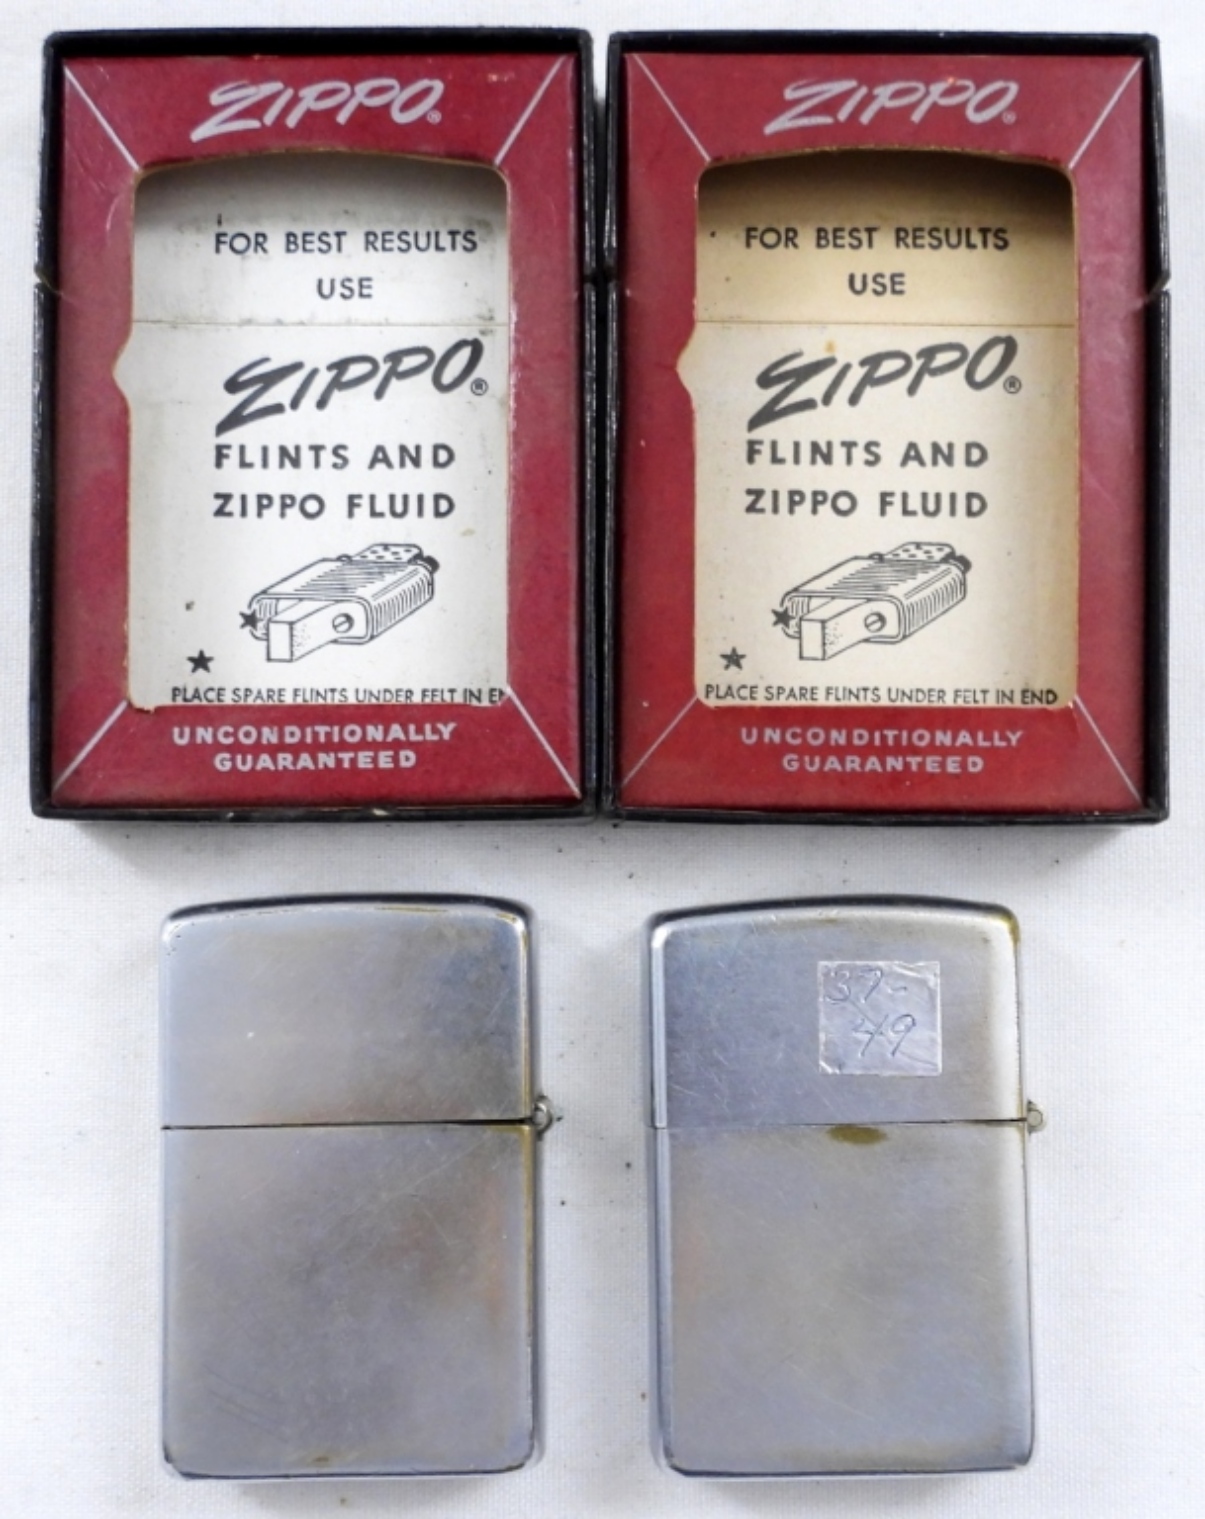 ZIPPO®
FOR BEST RESULTS
USE
ZIPPO®
FLINTS AND
ZIPPO FLUID
PLACE SPARE FLINTS UNDER FELT IN EN
UNCONDITIONALLY
GUARANTEED
ZIPPO®
FOR BEST RESULTS
USE
ZIPPO®
FLINTS AND
ZIPPO FLUID
PLACE SPARE FLINTS UNDER FELT IN END
UNCONDITIONALLY
GUARANTEED
37-
49